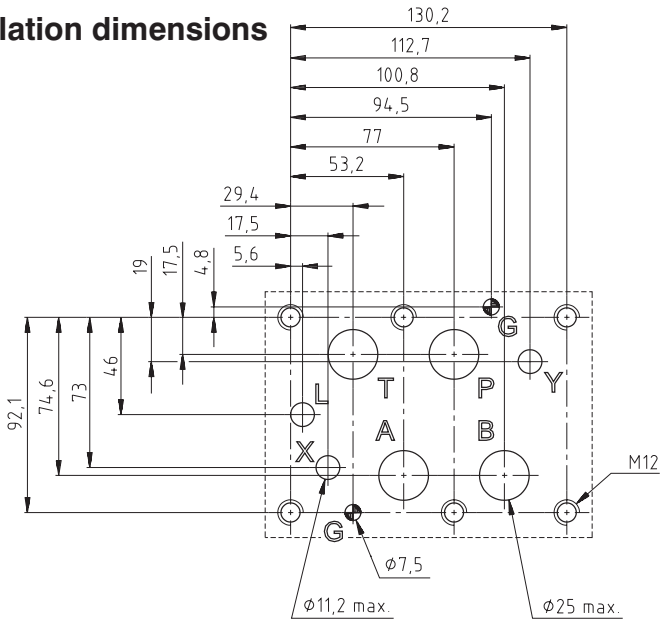 lation dimensions
130,2
112,7
100,8
94,5
77
53,2
29,4
17,5
5,6
19
17,5
4,8
92,1
74,6
73
46
G
L
T
P
Y
A
B
X
M12
G
Ø7,5
Ø11,2 max.
Ø25 max.